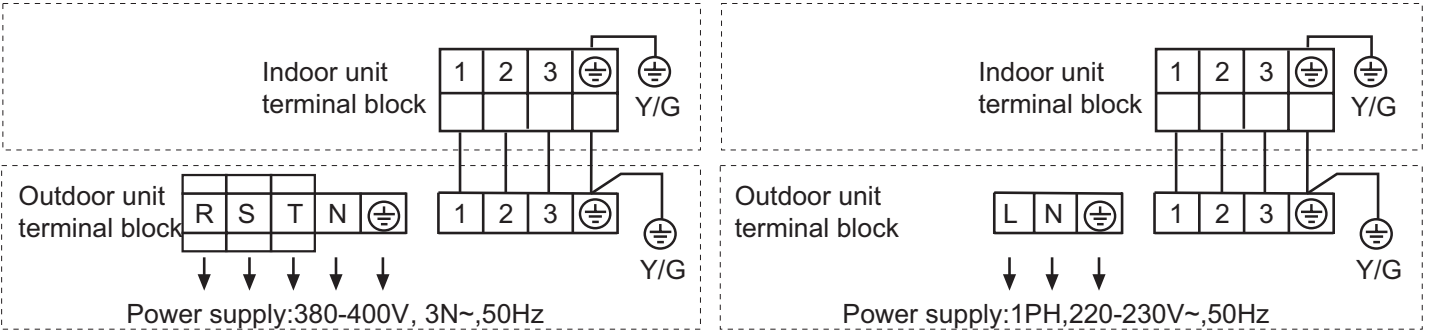 Indoor unit
terminal block
1 2 3
Y/G
Outdoor unit
terminal block
R S T N
1 2 3
Y/G
Power supply:380-400V, 3N~,50Hz
Indoor unit
terminal block
1 2 3
Y/G
Outdoor unit
terminal block
L N
1 2 3
Y/G
Power supply:1PH,220-230V~,50Hz